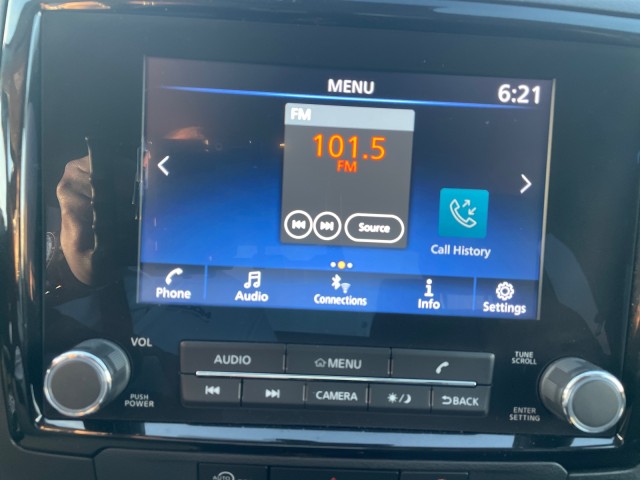 MENU 6:21
FM
101.5
FM
Source
Call History
Phone Audio Connections Info Settings
VOL
AUDIO MENU
TUNE
SCROLL
PUSH
POWER
CAMERA BACK
ENTER
SETTING
AUTO